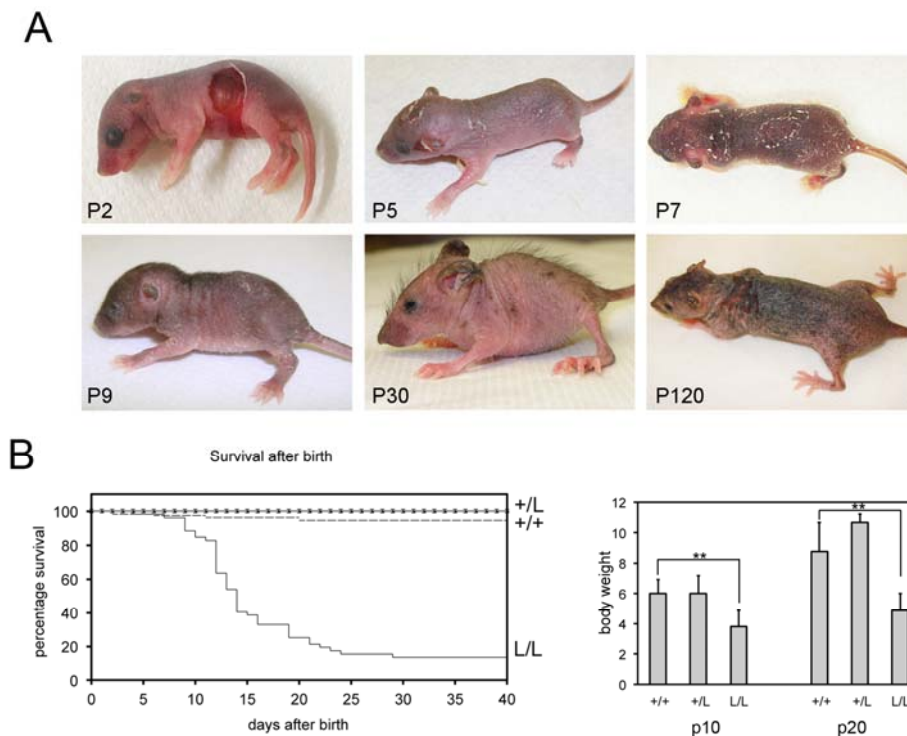 A
P2 P5 P7
P9 P30 P120
B
Survival after birth
percentage survival
100
80
60
40
20
0
0 5 10 15 20 25 30 35 40
days after birth
+/L
+/+
L/L
body weight
12
10
8
6
4
2
0
**
**
+/+ +/L L/L +/+ +/L L/L
p10 p20